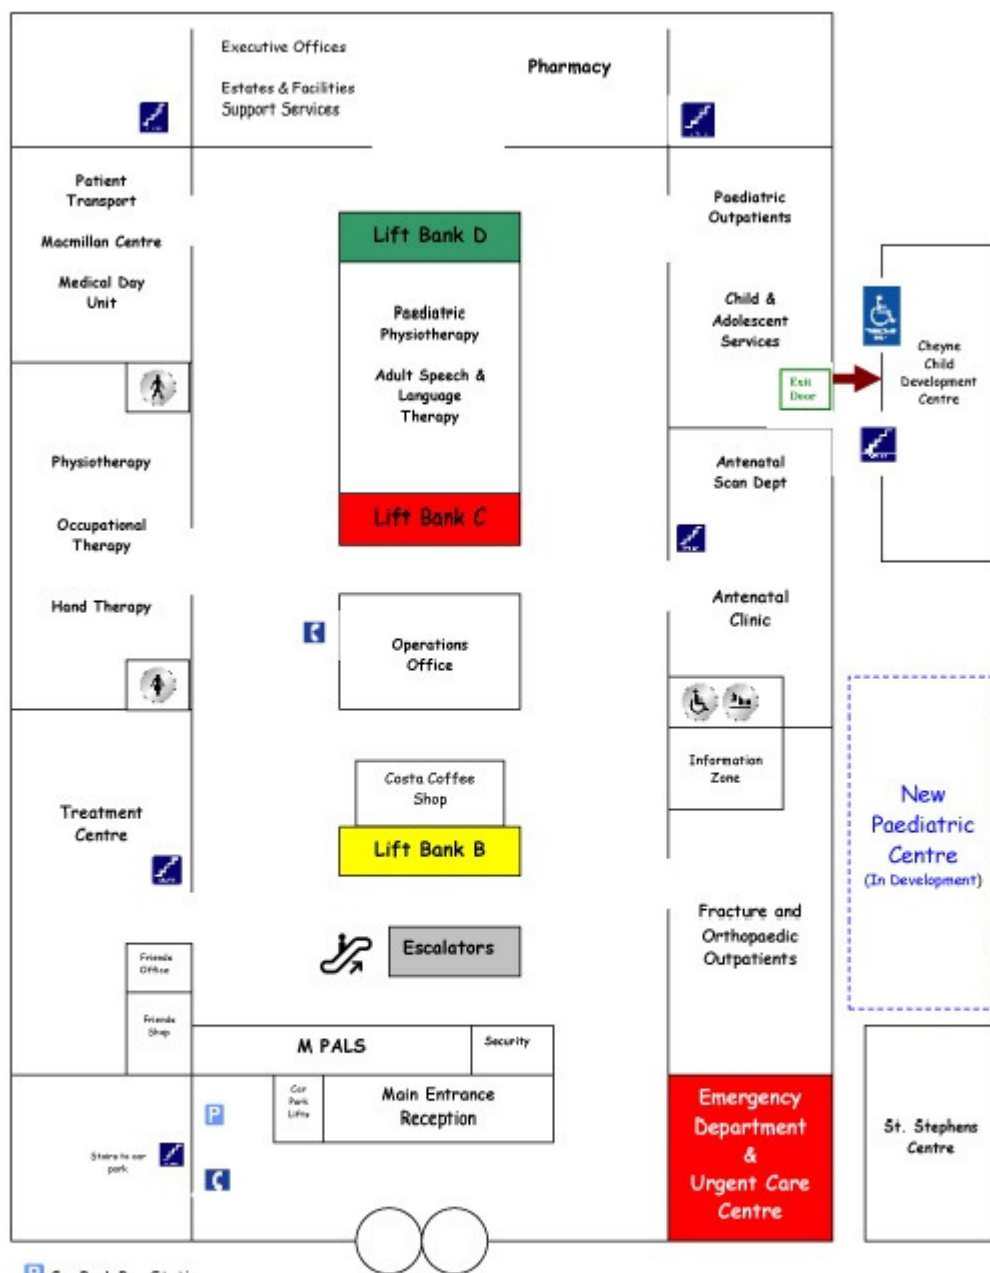 Executive Offices
Estates & Facilities
Support Services
Pharmacy
Patient
Transport
Macmillan Centre
Medical Day
Unit
Lift Bank D
Paediatric
Physiotherapy
Adult Speech &
Language
Therapy
Lift Bank C
Paediatric
Outpatients
Child &
Adolescent
Services
Exit
Door
Cheyne
Child
Development
Centre
Physiotherapy
Occupational
Therapy
Hand Therapy
Antenatal
Scan Dept
Antenatal
Clinic
Operations
Office
Information
Zone
Costa Coffee
Shop
Lift Bank B
Treatment
Centre
New
Paediatric
Centre
(In Development)
Escalators
Fracture and
Orthopaedic
Outpatients
Friends
Office
Friends
Shop
M PALS
Security
Car
Park
Lifts
Main Entrance
Reception
P
Stairs to car
park
Emergency
Department
&
Urgent Care
Centre
St. Stephens
Centre
P